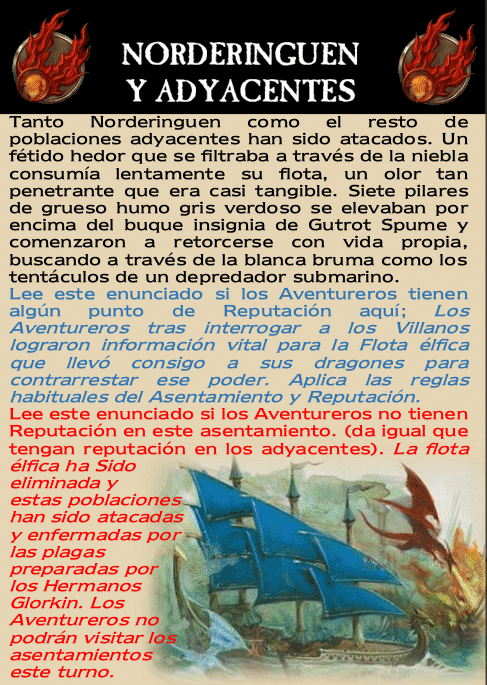 NORDERINGUEN
Y ADYACENTES
Tanto Norderinguen como el resto de
poblaciones adyacentes han sido atacados. Un
fétido hedor que se filtraba a través de la niebla
consumía lentamente su flota, un olor tan
penetrante que era casi tangible. Siete pilares
de grueso humo gris verdoso se elevaban por
encima del buque insignia de Gutrot Spume y
comenzaron a retorcerse con vida propia,
buscando a través de la blanca bruma como los
tentáculos de un depredador submarino.
Lee este enunciado si los Aventureros tienen
algún punto de Reputación aquí; Los
Aventureros tras interrogar a los Villanos
lograron información vital para la Flota élfica
que llevó consigo a sus dragones para
contrarrestar ese poder. Aplica las reglas
habituales del Asentamiento y Reputación.
Lee este enunciado si los Aventureros no tienen
Reputación en este asentamiento. (da igual que
tengan reputación en los adyacentes). La flota
élfica ha Sido
eliminada y
estas poblaciones
han sido atacadas
y enfermadas por
las plagas
preparadas por
los Hermanos
Glorkin. Los
Aventureros no
podrán visitar los
asentamientos
este turno.